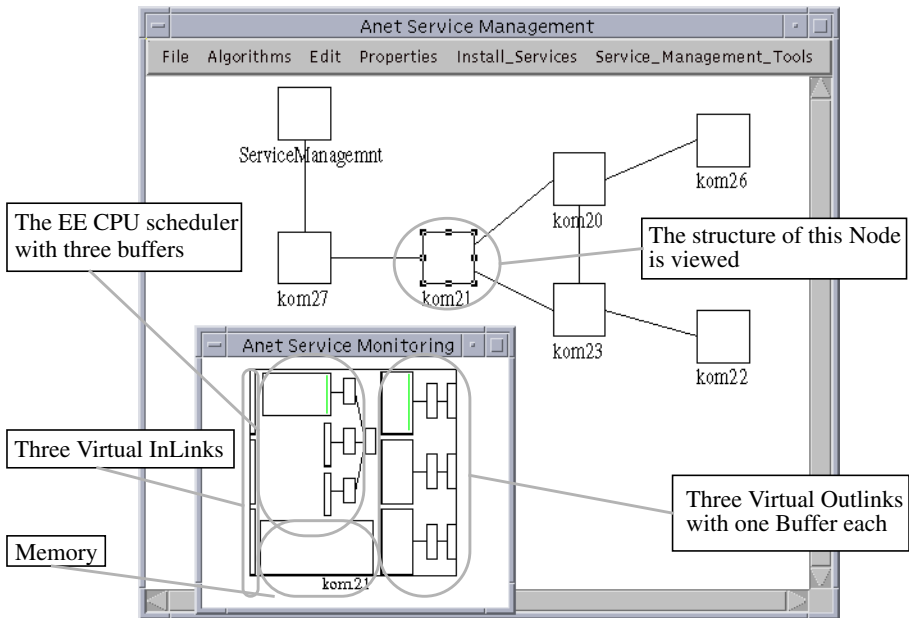 Anet Service Management
File Algorithms Edit Properties Install_Services Service_Management_Tools
ServiceManagemnt
kom26
kom20
The EE CPU scheduler
with three buffers
The structure of this Node
is viewed
kom27
kom21
kom23
kom22
Anet Service Monitoring
Three Virtual InLinks
Three Virtual Outlinks
with one Buffer each
Memory
kom21